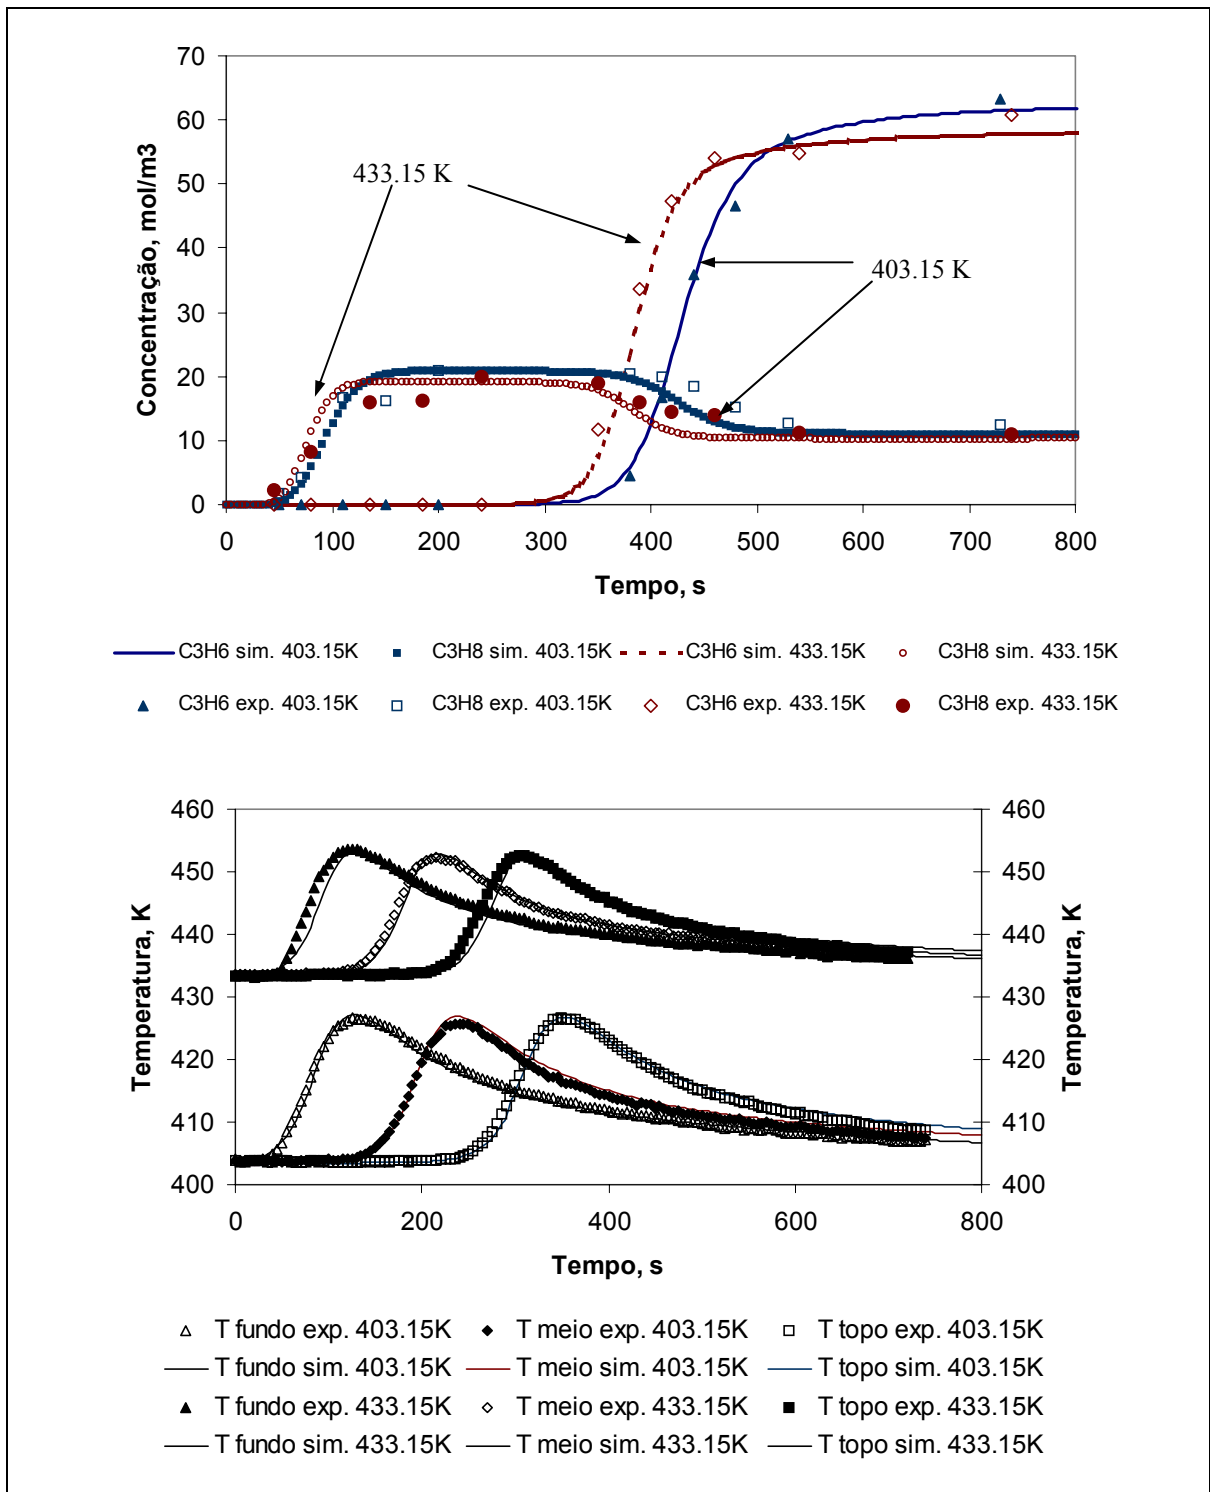 70
60
50
40
30
20
10
0
Concentração, mol/m3
433.15 K
403.15 K
0 100 200 300 400 500 600 700 800
Tempo, s
C3H6 sim. 403.15K C3H8 sim. 403.15K C3H6 sim. 433.15K C3H8 sim. 433.15K
C3H6 exp. 403.15K C3H8 exp. 403.15K C3H6 exp. 433.15K C3H8 exp. 433.15K
460 460
450 450
440 440
430 430
420 420
410 410
400 400
Temperatura, K
Temperatura, K
0 200 400 600 800
Tempo, s
T fundo exp. 403.15K T meio exp. 403.15K T topo exp. 403.15K
T fundo sim. 403.15K T meio sim. 403.15K T topo sim. 403.15K
T fundo exp. 433.15K T meio exp. 433.15K T topo exp. 433.15K
T fundo sim. 433.15K T meio sim. 433.15K T topo sim. 433.15K